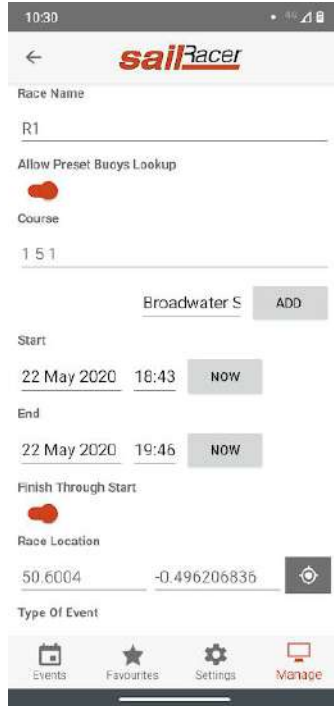 10:30
4G
sailRacer
Race Name
R1
Allow Preset Buoys Lookup
Course
1 5 1
Broadwater S ADD
Start
22 May 2020 18:43 NOW
End
22 May 2020 19:46 NOW
Finish Through Start
Race Location
50.6004 -0.496206836
Type Of Event
Events Favourites Settings Manage